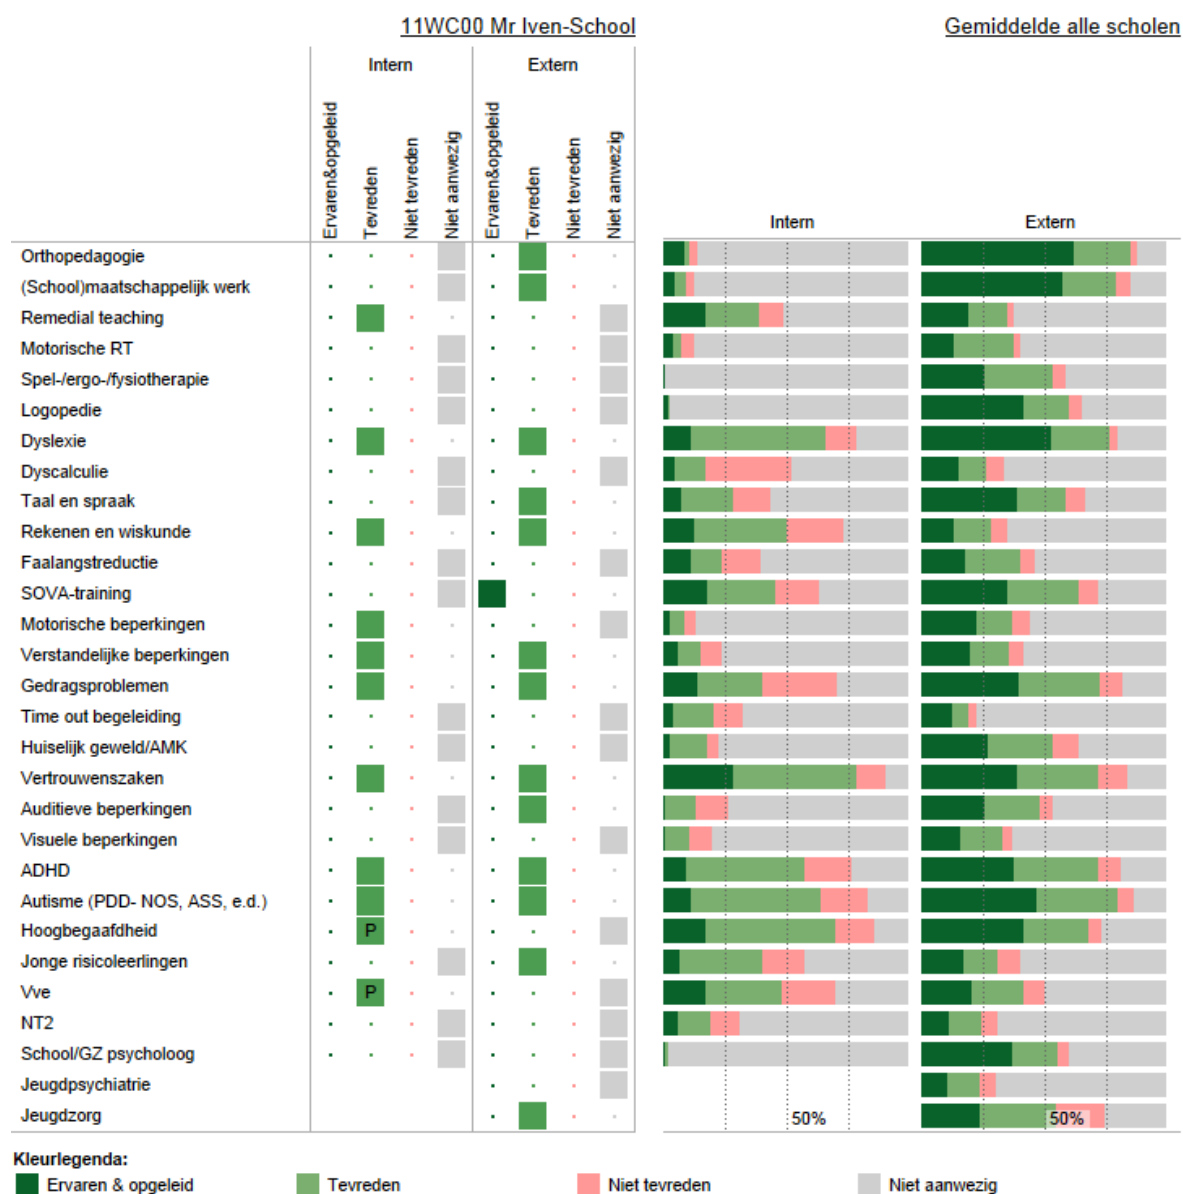 11WC00 Mr Iven-School
Gemiddelde alle scholen
Intern
Extern
Ervaren&opgeleid
Tevreden
Niet tevreden
Niet aanwezig
Ervaren&opgeleid
Tevreden
Niet tevreden
Niet aanwezig
Intern
Extern
Orthopedagogie
(School)maatschappelijk werk
Remedial teaching
Motorische RT
Spel-/ergo-/fysiotherapie
Logopedie
Dyslexie
Dyscalculie
Taal en spraak
Rekenen en wiskunde
Faalangstreductie
SOVA-training
Motorische beperkingen
Verstandelijke beperkingen
Gedragsproblemen
Time out begeleiding
Huiselijk geweld/AMK
Vertrouwenszaken
Auditieve beperkingen
Visuele beperkingen
ADHD
Autisme (PDD- NOS, ASS, e.d.)
Hoogbegaafdheid P
Jonge risicoleerlingen
Vve P
NT2
School/GZ psycholoog
Jeugdpsychiatrie
Jeugdzorg 50% 50%
Kleurlegenda:
Ervaren & opgeleid Tevreden Niet tevreden Niet aanwezig